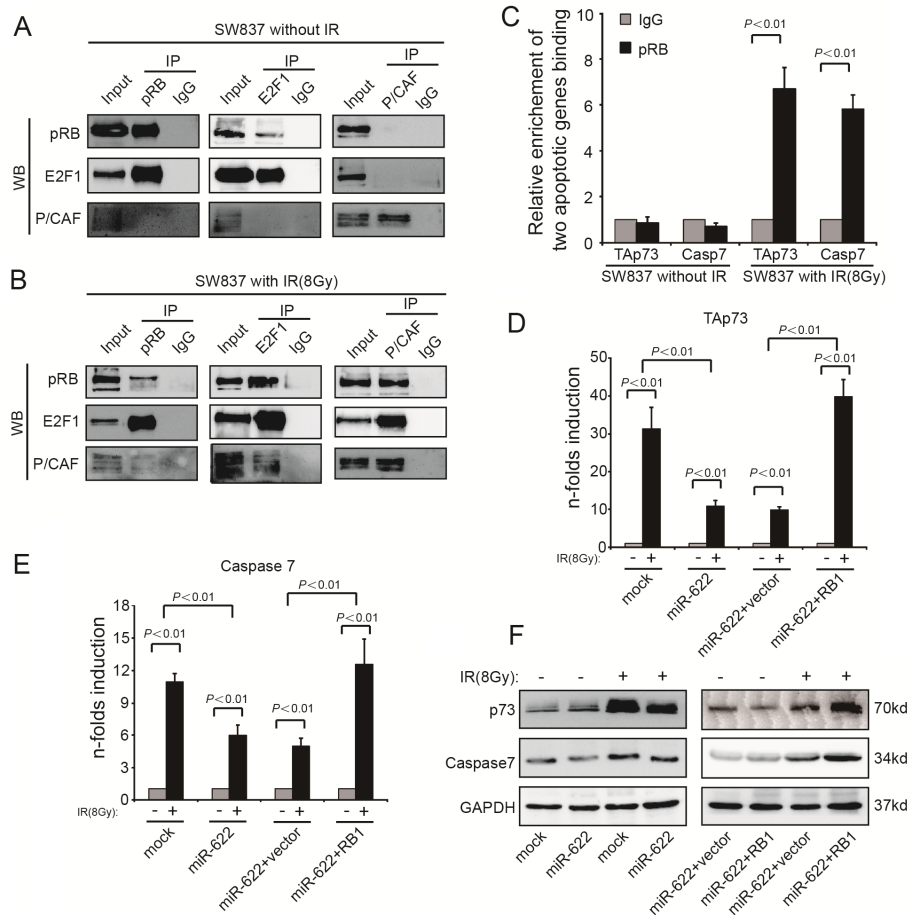 A
SW837 without IR
IP
IP
IP
Input
pRB
IgG
Input
E2F1
IgG
Input
P/CAF
IgG
WB
pRB
E2F1
P/CAF
B
SW837 with IR(8Gy)
IP
IP
IP
Input
pRB
IgG
Input
E2F1
IgG
Input
P/CAF
IgG
WB
pRB
E2F1
P/CAF
C
Relative enrichement of
two apoptotic genes binding
10
8
6
4
2
0
IgG
pRB
P<0.01
P<0.01
TAp73
Casp7
TAp73
Casp7
SW837 without IR
SW837 with IR(8Gy)
D
TAp73
n-folds induction
50
40
30
20
10
0
P<0.01
P<0.01
P<0.01
P<0.01
P<0.01
P<0.01
IR(8Gy): - + - + - + - +
mock
miR-622
miR-622+vector
miR-622+RB1
E
Caspase 7
n-folds induction
18
15
12
9
6
3
0
P<0.01
P<0.01
P<0.01
P<0.01
P<0.01
P<0.01
IR(8Gy): - + - + - + - +
mock
miR-622
miR-622+vector
miR-622+RB1
F
IR(8Gy): - - + + - - + +
p73
70kd
Caspase7
34kd
GAPDH
37kd
mock
miR-622
mock
miR-622
miR-622+vector
miR-622+RB1
miR-622+vector
miR-622+RB1